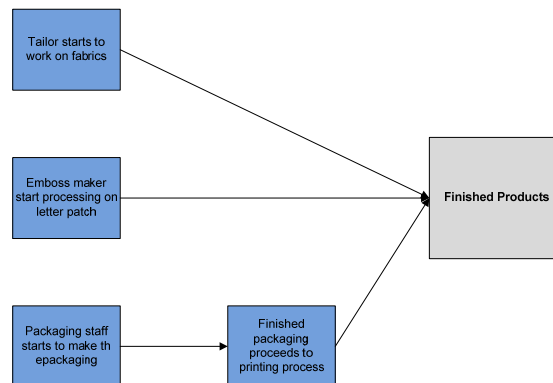 Tailor starts to
work on fabrics
Emboss maker
start processing on
letter patch
Finished Products
Packaging staff
starts to make th
epackaging
Finished
packaging
proceeds to
printing process